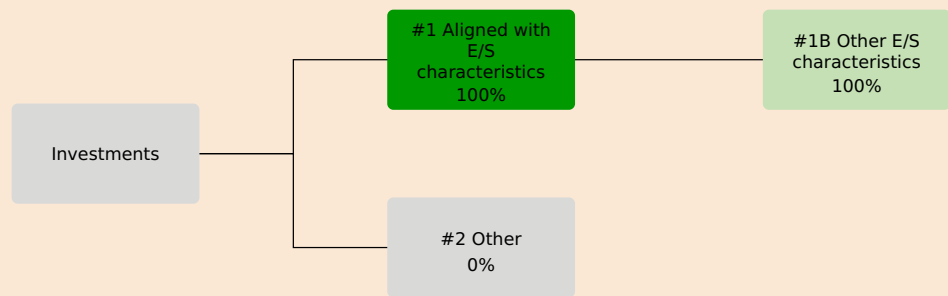 #1 Aligned with
E/S
characteristics
100%
#1B Other E/S
characteristics
100%
Investments
#2 Other
0%